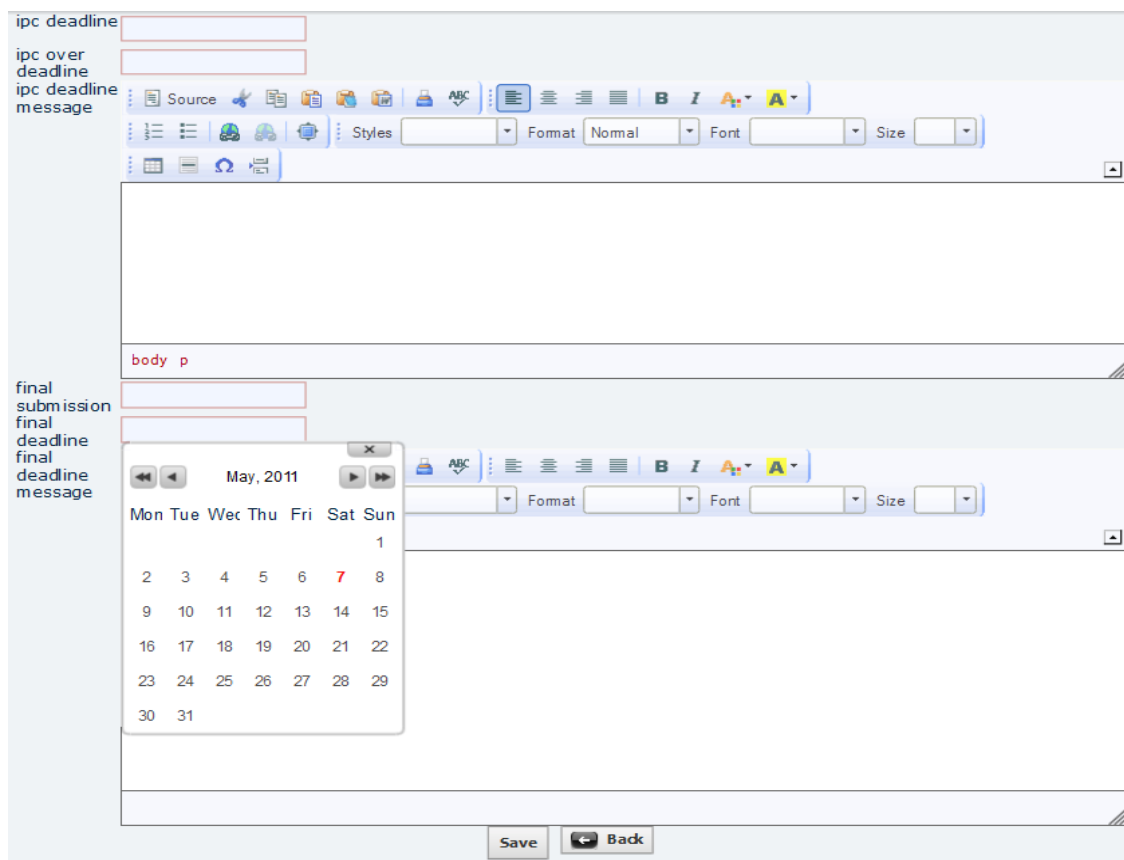 ipc deadline
ipc over
deadline
ipc deadline
message
Source ABC B I A A
Styles Format Normal Font Size
Ω
body p
final
submission
final
deadline
final
deadline
message
ABC B I A A
Format Font Size
May, 2011
Mon Tue Wec Thu Fri Sat Sun
1
2 3 4 5 6 7 8
9 10 11 12 13 14 15
16 17 18 19 20 21 22
23 24 25 26 27 28 29
30 31
Save Back